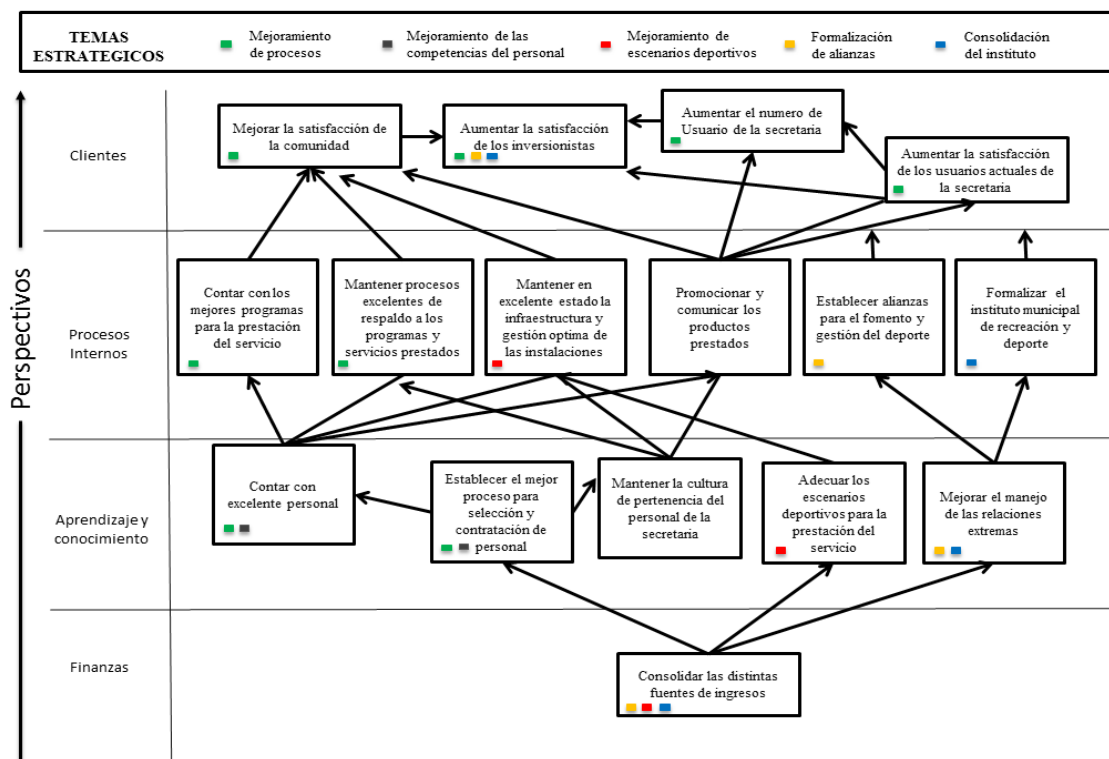 TEMAS
ESTRATEGICOS
Mejoramiento
de procesos
Mejoramiento de las
competencias del personal
Mejoramiento de
escenarios deportivos
Formalización
de alianzas
Consolidación
del instituto
Perspectivos
Clientes
Mejorar la satisfacción de
la comunidad
Aumentar la satisfacción
de los inversionistas
Aumentar el numero de
Usuario de la secretaria
Aumentar la satisfacción
de los usuarios actuales de
la secretaria
Procesos
Internos
Contar con los
mejores programas
para la prestación
del servicio
Mantener procesos
excelentes de
respaldo a los
programas y
servicios prestados
Mantener en
excelente estado la
infraestructura y
gestión optima de
las instalaciones
Promocionar y
comunicar los
productos
prestados
Establecer alianzas
para el fomento y
gestión del deporte
Formalizar el
instituto municipal
de recreación y
deporte
Aprendizaje y
conocimiento
Contar con
excelente personal
Establecer el mejor
proceso para
selección y
contratación de
personal
Mantener la cultura
de pertenencia del
personal de la
secretaria
Adecuar los
escenarios
deportivos para la
prestación del
servicio
Mejorar el manejo
de las relaciones
extremas
Finanzas
Consolidar las distintas
fuentes de ingresos